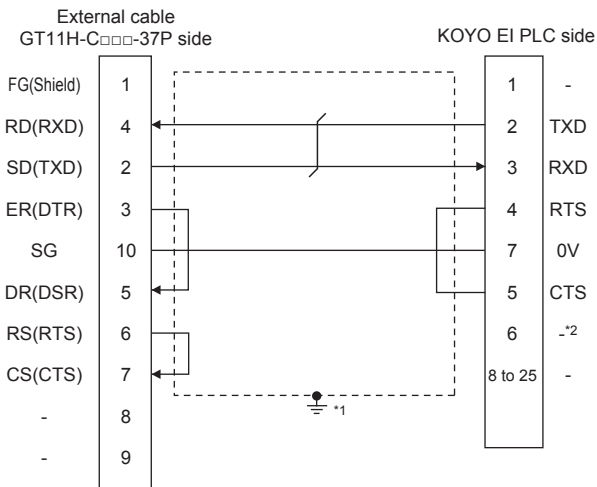 External cable
GT11H-C□□□-37P side
KOYO EI PLC side
FG(Shield) 1 1 -
RD(RXD) 4 2 TXD
SD(TXD) 2 3 RXD
ER(DTR) 3 4 RTS
SG 10 7 0V
DR(DSR) 5 5 CTS
RS(RTS) 6 6 -*2
CS(CTS) 7 8 to 25 -
*1
- 8
- 9